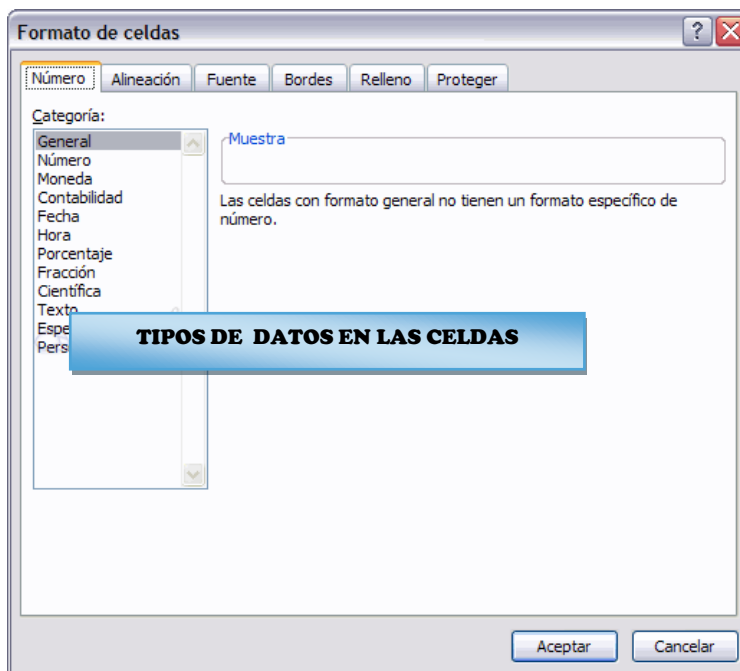 Formato de celdas
Número Alineación Fuente Bordes Relleno Proteger
Categoría:
General
Número
Moneda
Contabilidad
Fecha
Hora
Porcentaje
Fracción
Científica
Texto
Muestra
Las celdas con formato general no tienen un formato específico de
número.
TIPOS DE DATOS EN LAS CELDAS
Aceptar Cancelar